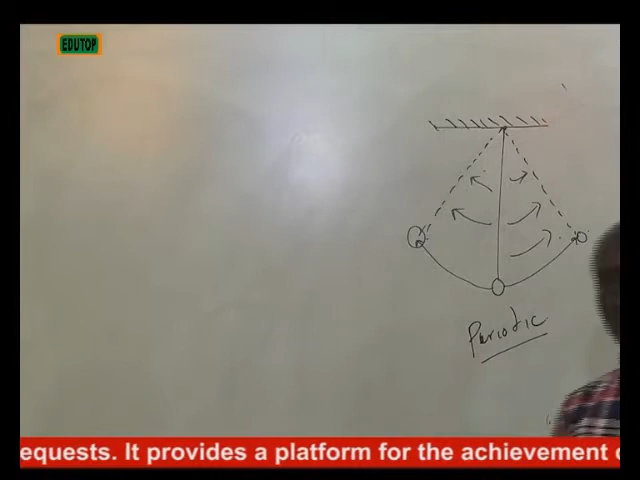 EDUTOP
Periodic
equests. It provides a platform for the achievement